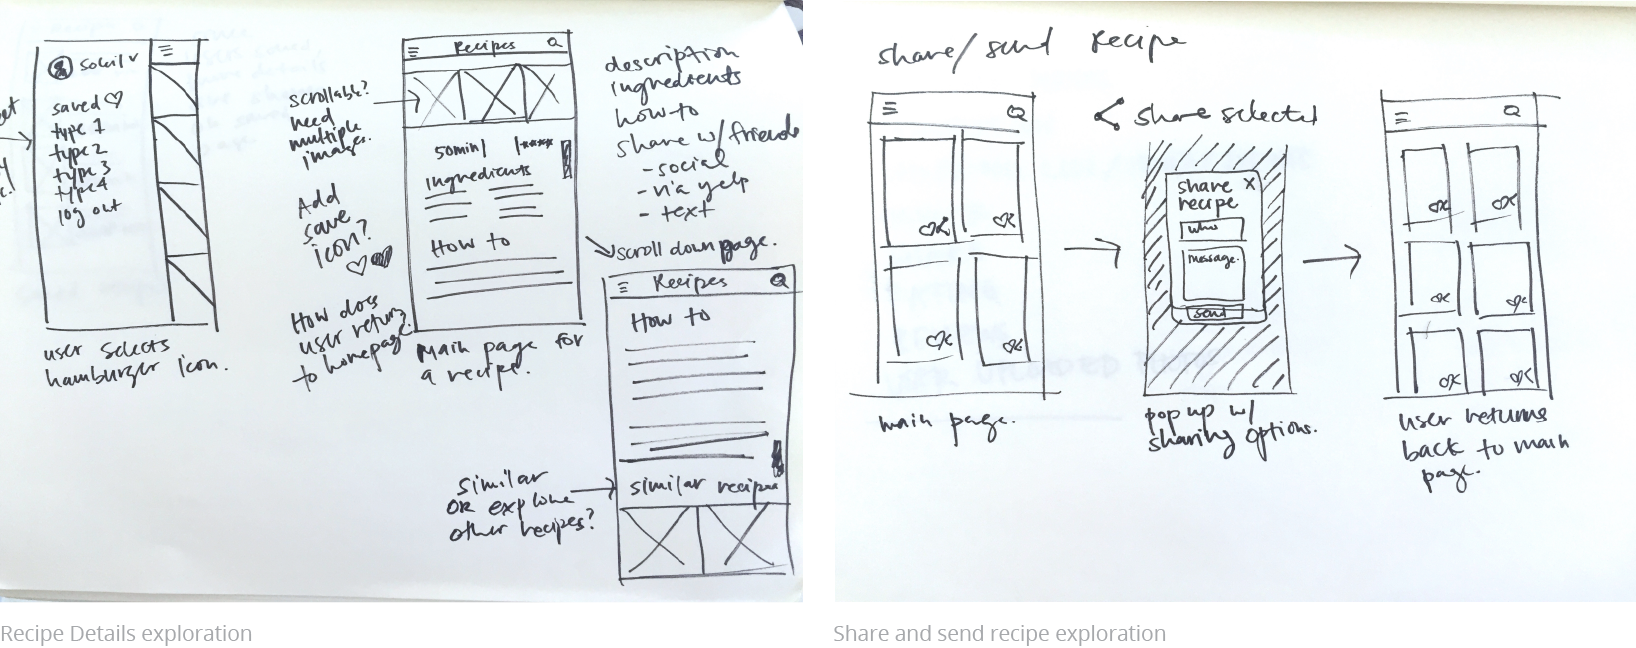 saved
type 1
type 2
type 3
type 4
log out
user selects
hamburger icon.
scrollable?
need
multiple
images.
Add
save
icon?
How does
user return
to homepage?
Recipes
50min
****
Ingredients
How to
Main page for
a recipe.
description
ingredients
how-to
share w/ friends
-social
-via yelp
- text
scroll down page.
Recipes
How to
similar recipes
similar
or explore
other recipes?
Recipe Details exploration
share/send Recipe
share selected
share X
recipe
who
message.
send
main page.
pop up w/
sharing options.
user returns
back to main
page.
Share and send recipe exploration